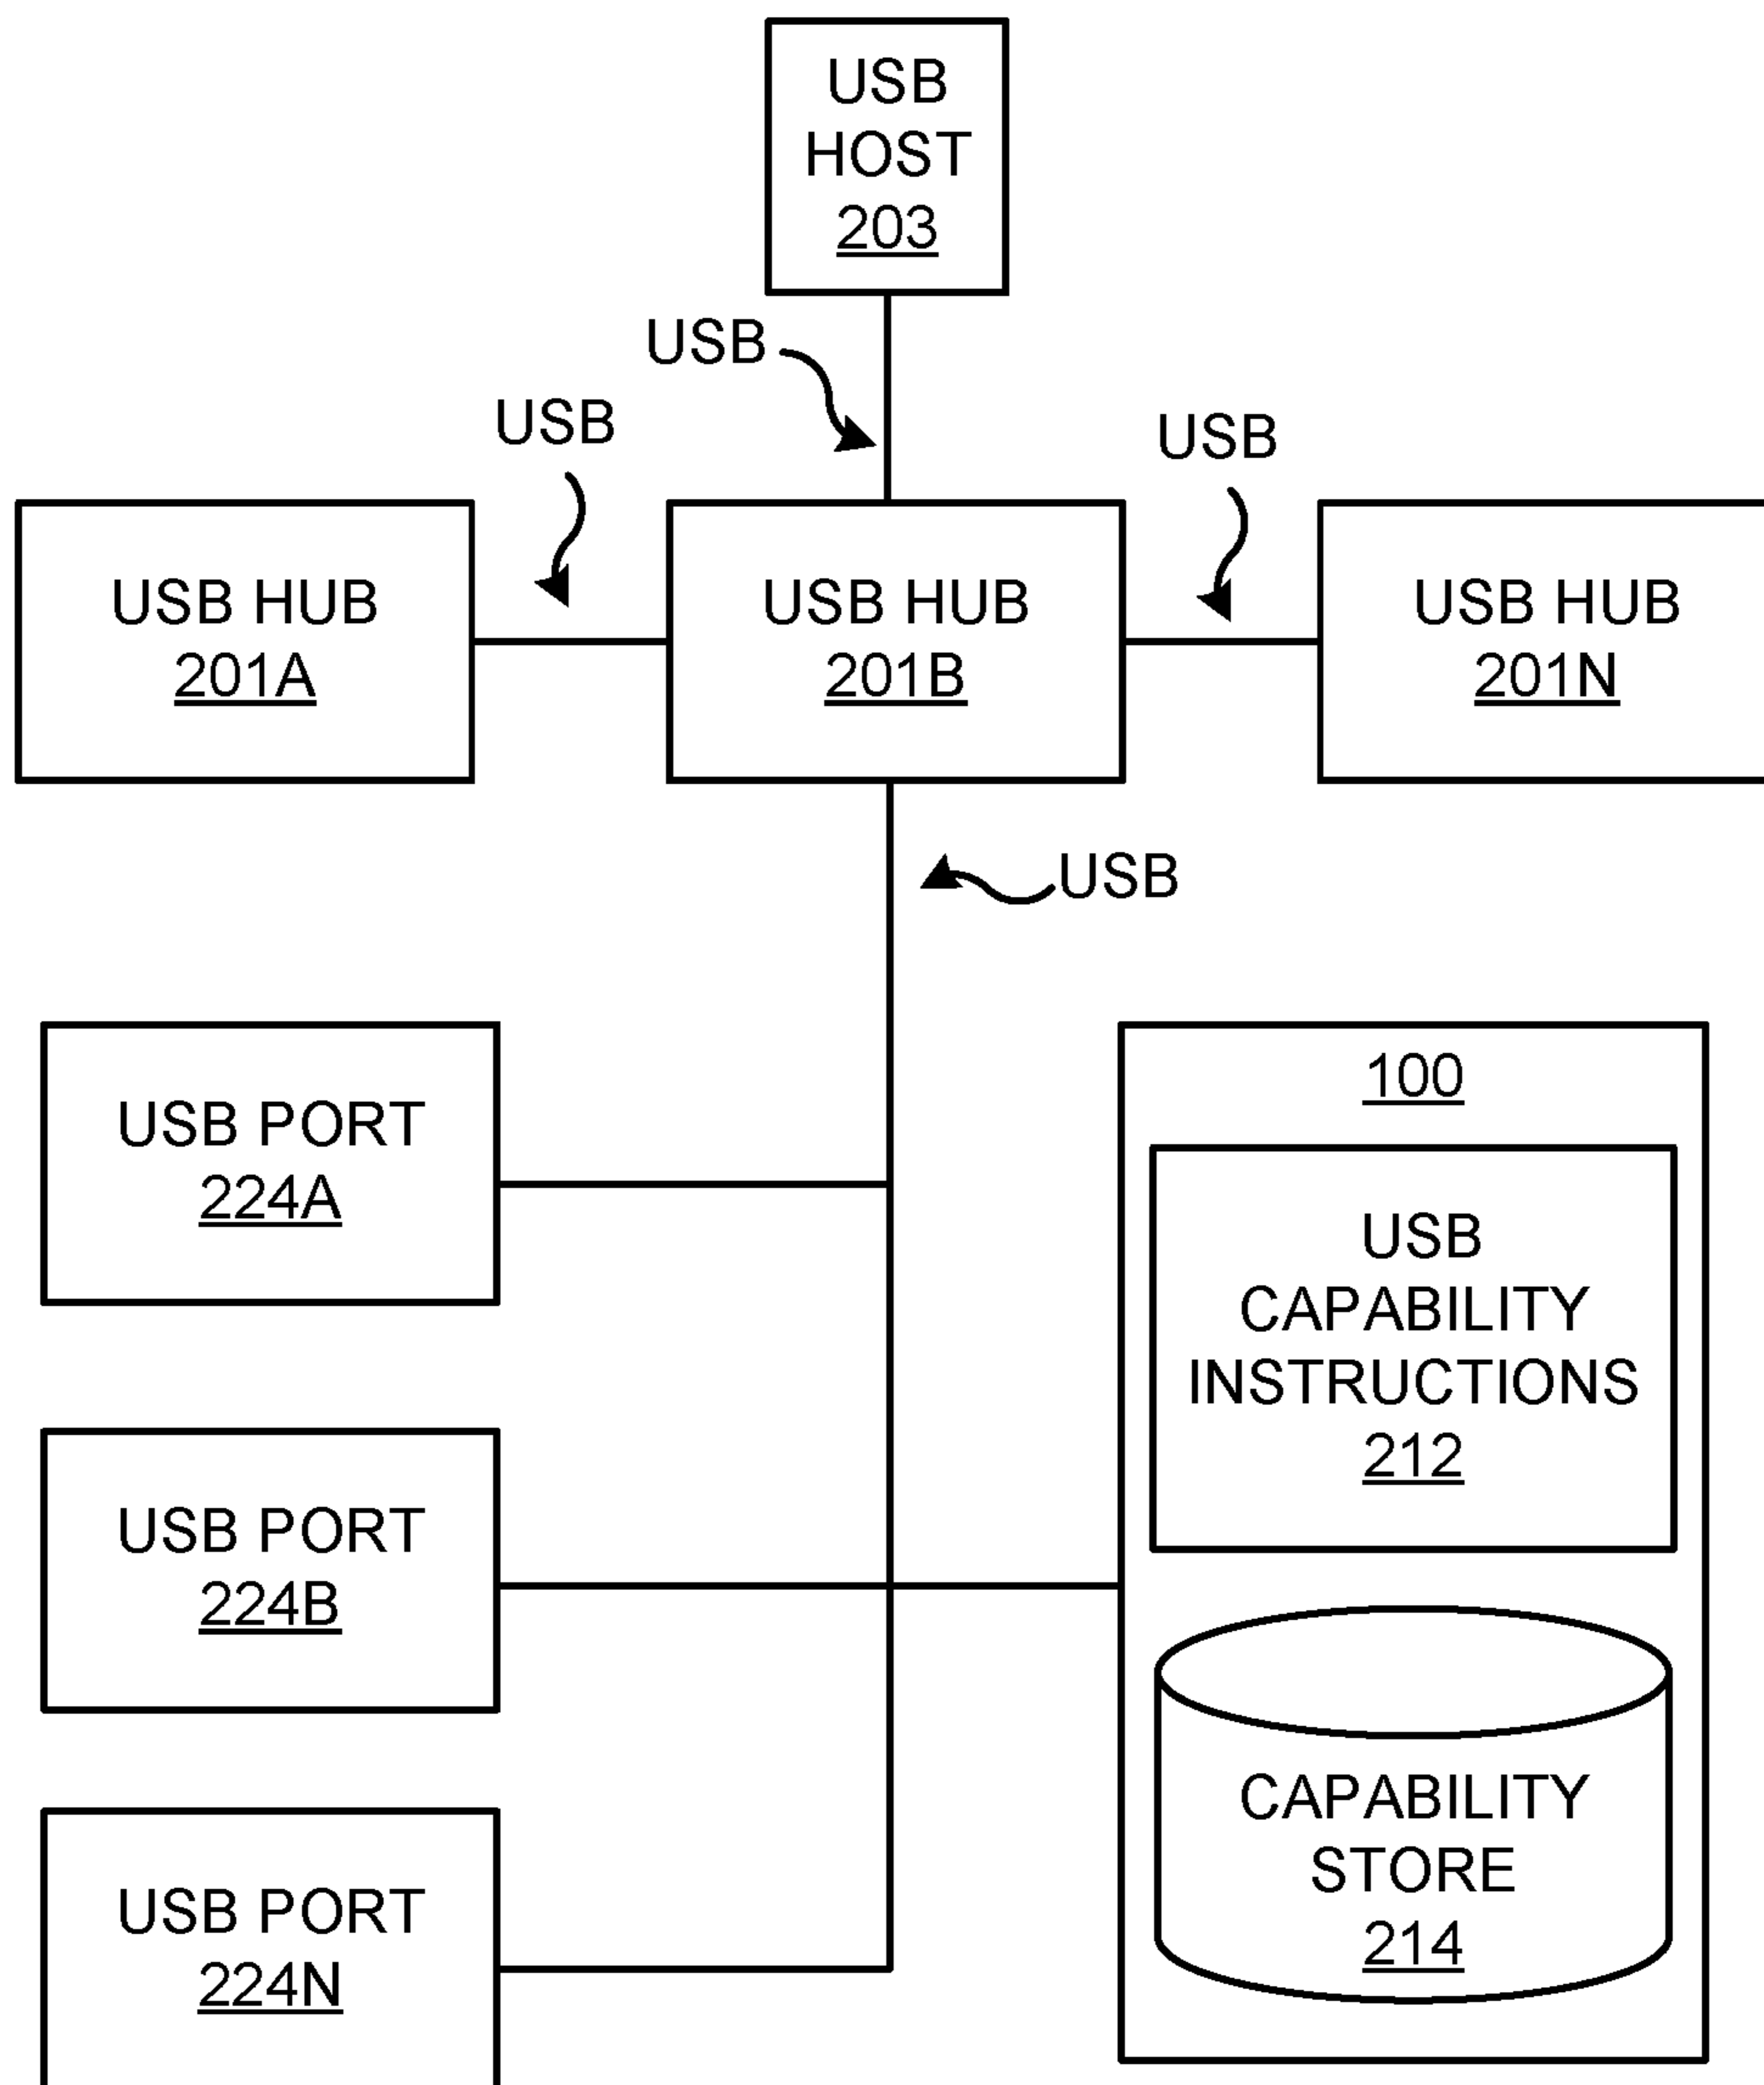 USB
HOST
203
USB
USB
USB
USB HUB
201A
USB HUB
201B
USB HUB
201N
USB
USB PORT
224A
USB PORT
224B
USB PORT
224N
100
USB
CAPABILITY
INSTRUCTIONS
212
CAPABILITY
STORE
214